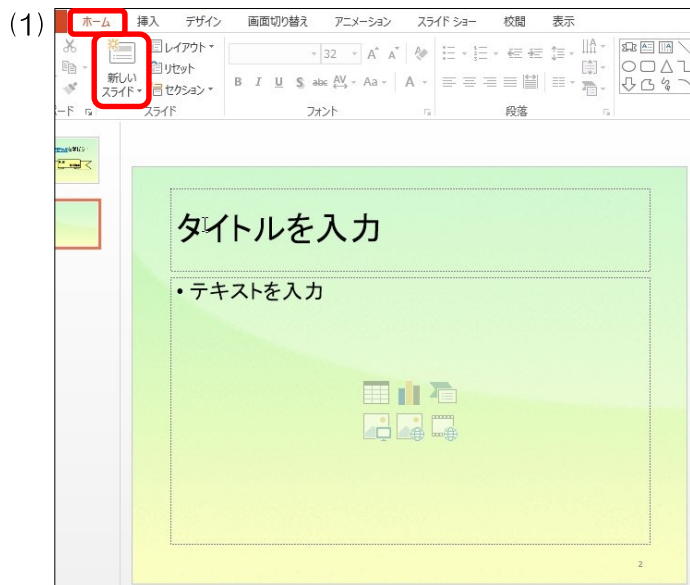 (1)
ホーム 挿入 デザイン 画面切り替え アニメーション スライド ショー 校閲 表示
新しい
スライド
レイアウト
リセット
セクション
32 A A
B I U S abc AV Aa A
スライド フォント 段落
タイトルを入力
• テキストを入力
2